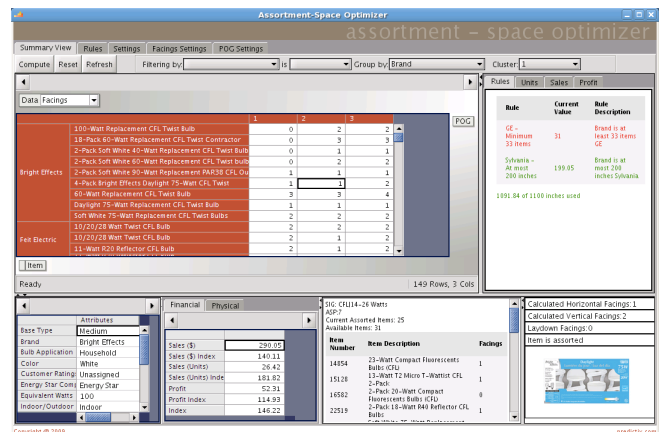 Assortment-Space Optimizer
assortment – space optimizer
Summary View Rules Settings Facings Settings POG Settings
Compute Reset Refresh Filtering by: is Group by: Brand Cluster: 1
Data Facings
POG
1 2 3
Bright Effects
100-Watt Replacement CFL Twist Bulb 0 2 2
18-Pack 60-Watt Replacement CFL Twist Contractor 0 3 3
2-Pack Soft White 40-Watt Replacement CFL Twist Bulb 0 1 1
2-Pack Soft White 60-Watt Replacement CFL Twist bulb 0 2 2
2-Pack Soft White 90-Watt Replacement PAR38 CFL Ou 1 1 1
4-Pack Bright Effects Daylight 75-Watt CFL Twist 1 1 2
60-Watt Replacement CFL Twist Bulb 3 3 4
Daylight 75-Watt Replacement CFL Twist Bulb 1 1 1
Soft White 75-Watt Replacement CFL Twist Bulbs 2 2 2
Feit Electric
10/20/28 Watt Twist CFL Bulb 2 2 2
10/20/28 Watt Twist CFL Bulb 2 1 2
11-Watt R20 Reflector CFL Bulb 2 1 2
Item
Ready 149 Rows, 3 Cols
Rules Units Sales Profit
Rule Current Value Rule Description
GE - Minimum 33 items 31 Brand is at least 33 items GE
Sylvania - At most 200 inches 199.05 Brand is at most 200 inches Sylvania
1091.84 of 1100 inches used
Attributes
Base Type Medium
Brand Bright Effects
Bulb Application Household
Color White
Customer Rating Unassigned
Energy Star Comp Energy Star
Equivalent Watts 100
Indoor/Outdoor Indoor
Financial Physical
Sales ($) 290.05
Sales ($) Index 140.11
Sales (Units) 26.42
Sales (Units) Inde 181.82
Profit 52.31
Profit Index 114.93
Index 146.22
SIG: CFL|14-26 Watts
ASP:7
Current Assorted Items: 25
Available Items: 31
Item Number Item Description Facings
14854 23-Watt Compact Fluorescents Bulbs (CFL) 1
15128 13-Watt T2 Micro T-Wattist CFL 2-Pack 1
16582 2-Pack 20-Watt Compact Fluorescents Bulbs (CFL) 0
22519 2-Pack 18-Watt R40 Reflector CFL Bulbs 1
Calculated Horizontal Facings:1
Calculated Vertical Facings:2
Laydown Facings:0
Item is assorted
Copyright © 2009 predictix.com